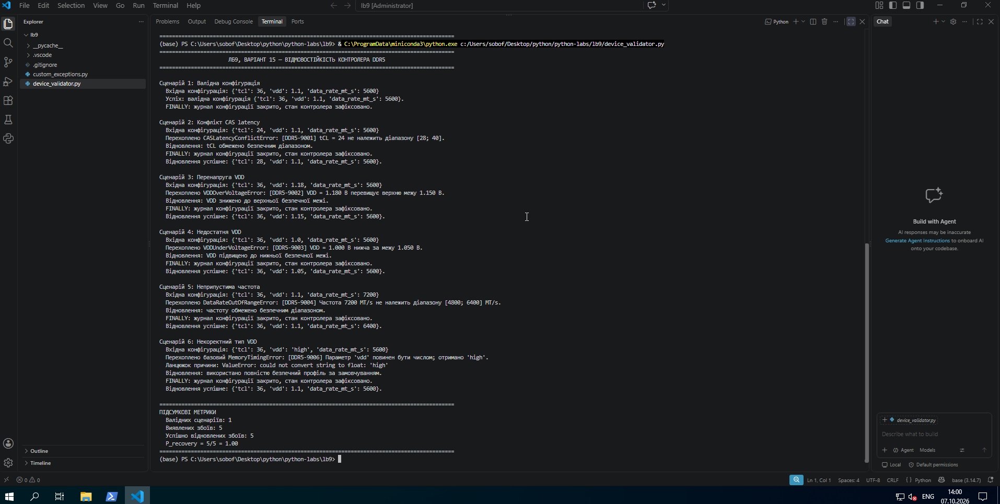 File Edit Selection View Go Run Terminal Help
lb9 [Administrator]
Explorer
lb9
__pycache__
.vscode
.gitignore
custom_exceptions.py
device_validator.py
Outline
Timeline
Problems Output Debug Console Terminal Ports
Python
================================================================================
(base) PS C:\Users\sobof\Desktop\python\python-labs\lb9> & C:\ProgramData\miniconda3\python.exe c:/Users/sobof/Desktop/python/python-labs/lb9/device_validator.py
================================================================================
ЛБ9, ВАРІАНТ 15 — ВІДМОВОСТІЙКІСТЬ КОНТРОЛЕРА DDR5
================================================================================
Сценарій 1: Валідна конфігурація
Вхідна конфігурація: {'tcl': 36, 'vdd': 1.1, 'data_rate_mt_s': 5600}
Успіх: валідна конфігурація {'tcl': 36, 'vdd': 1.1, 'data_rate_mt_s': 5600}.
FINALLY: журнал конфігурації закрито, стан контролера зафіксовано.
Сценарій 2: Конфлікт CAS latency
Вхідна конфігурація: {'tcl': 24, 'vdd': 1.1, 'data_rate_mt_s': 5600}
Перехоплено CASLatencyConflictError: [DDR5-9001] tCL = 24 не належить діапазону [28; 40].
Відновлення: tCL обмежено безпечним діапазоном.
FINALLY: журнал конфігурації закрито, стан контролера зафіксовано.
Відновлення успішне: {'tcl': 28, 'vdd': 1.1, 'data_rate_mt_s': 5600}.
Сценарій 3: Перенапруга VDD
Вхідна конфігурація: {'tcl': 36, 'vdd': 1.18, 'data_rate_mt_s': 5600}
Перехоплено VDDOverVoltageError: [DDR5-9002] VDD = 1.180 В перевищує верхню межу 1.150 В.
Відновлення: VDD знижено до верхньої безпечної межі.
FINALLY: журнал конфігурації закрито, стан контролера зафіксовано.
Відновлення успішне: {'tcl': 36, 'vdd': 1.15, 'data_rate_mt_s': 5600}.
Сценарій 4: Недостатня VDD
Вхідна конфігурація: {'tcl': 36, 'vdd': 1.0, 'data_rate_mt_s': 5600}
Перехоплено VDDUnderVoltageError: [DDR5-9003] VDD = 1.000 В нижча за межу 1.050 В.
Відновлення: VDD підвищено до нижньої безпечної межі.
FINALLY: журнал конфігурації закрито, стан контролера зафіксовано.
Відновлення успішне: {'tcl': 36, 'vdd': 1.05, 'data_rate_mt_s': 5600}.
Сценарій 5: Неприпустима частота
Вхідна конфігурація: {'tcl': 36, 'vdd': 1.1, 'data_rate_mt_s': 7200}
Перехоплено DataRateOutOfRangeError: [DDR5-9004] Частота 7200 MT/s не належить діапазону [4800; 6400] MT/s.
Відновлення: частоту обмежено безпечним діапазоном.
FINALLY: журнал конфігурації закрито, стан контролера зафіксовано.
Відновлення успішне: {'tcl': 36, 'vdd': 1.1, 'data_rate_mt_s': 6400}.
Сценарій 6: Некоректний тип VDD
Вхідна конфігурація: {'tcl': 36, 'vdd': 'high', 'data_rate_mt_s': 5600}
Перехоплено базовий MemoryTimingError: [DDR5-9006] Параметр 'vdd' повинен бути числом; отримано 'high'.
Ланцюжок причини: ValueError: could not convert string to float: 'high'
Відновлення: використано повністю безпечний профіль за замовчуванням.
FINALLY: журнал конфігурації закрито, стан контролера зафіксовано.
Відновлення успішне: {'tcl': 36, 'vdd': 1.1, 'data_rate_mt_s': 5600}.
================================================================================
ПІДСУМКОВІ МЕТРИКИ
Валідних сценаріїв: 1
Виявлених збоїв: 5
Успішно відновлених збоїв: 5
P_recovery = 5/5 = 1.00
================================================================================
(base) PS C:\Users\sobof\Desktop\python\python-labs\lb9>
Chat
Build with Agent
AI responses may be inaccurate
Generate Agent Instructions to onboard AI
onto your codebase.
device_validator.py
Describe what to build
Agent Models
Local Default permissions
0 0
Ln 1, Col 1 Spaces: 4 UTF-8 CRLF Python base (3.14.7)
ENG
14:00
07.10.2026